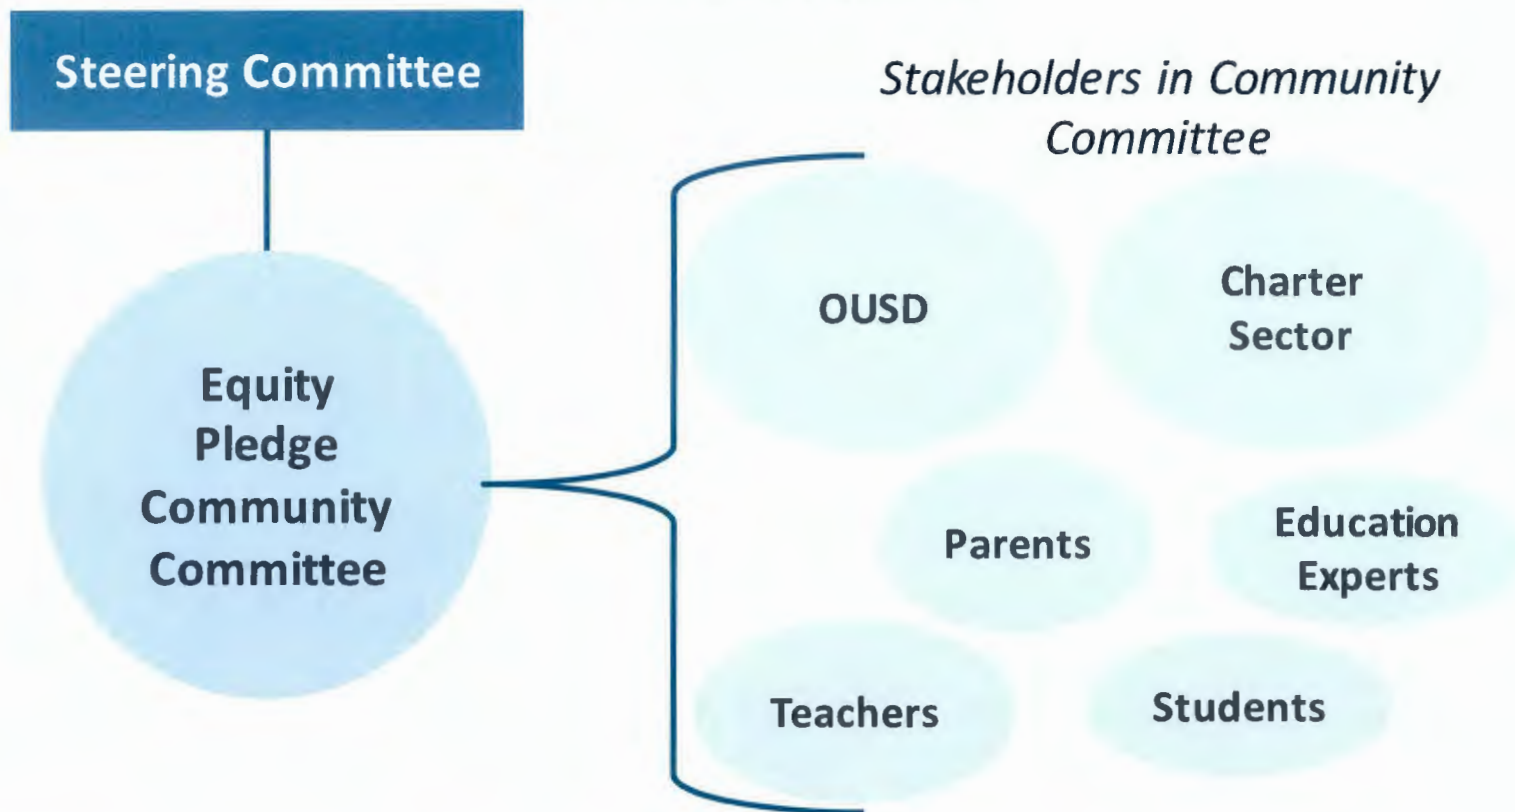 Steering Committee
Stakeholders in Community
Committee
Equity
Pledge
Community
Committee
OUSD
Charter
Sector
Parents
Education
Experts
Teachers
Students